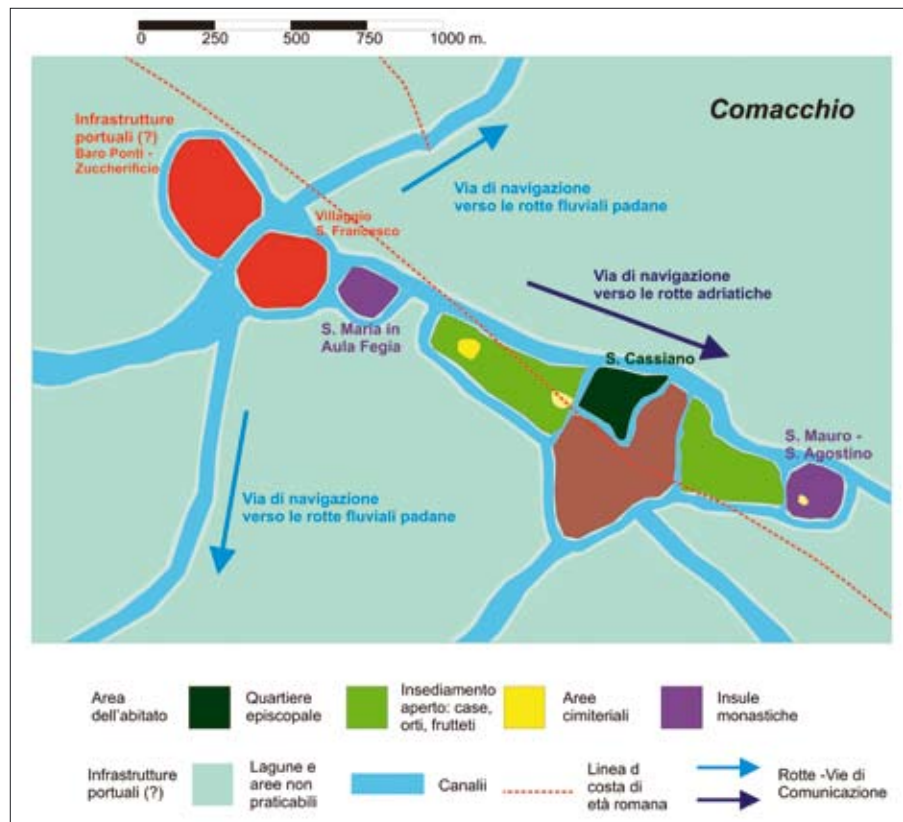 0 250 500 750 1000 m.
Comacchio
Infrastrutture
portuali (?)
Baro Ponti -
Zuccherificio
Via di navigazione
verso le rotte fluviali padane
Villaggio
S. Francesco
Via di navigazione
verso le rotte adriatiche
S. Maria in
Aula Fegia
S. Cassiano
S. Mauro -
S. Agostino
Via di navigazione
verso le rotte fluviali padane
Area
dell'abitato
Quartiere
episcopale
Insediamento
aperto: case,
orti, frutteti
Aree
cimiteriali
Insule
monastiche
Infrastrutture
portuali (?)
Lagune e
aree non
praticabili
Canalii
Linea d
costa di
età romana
Rotte -Vie di
Comunicazione